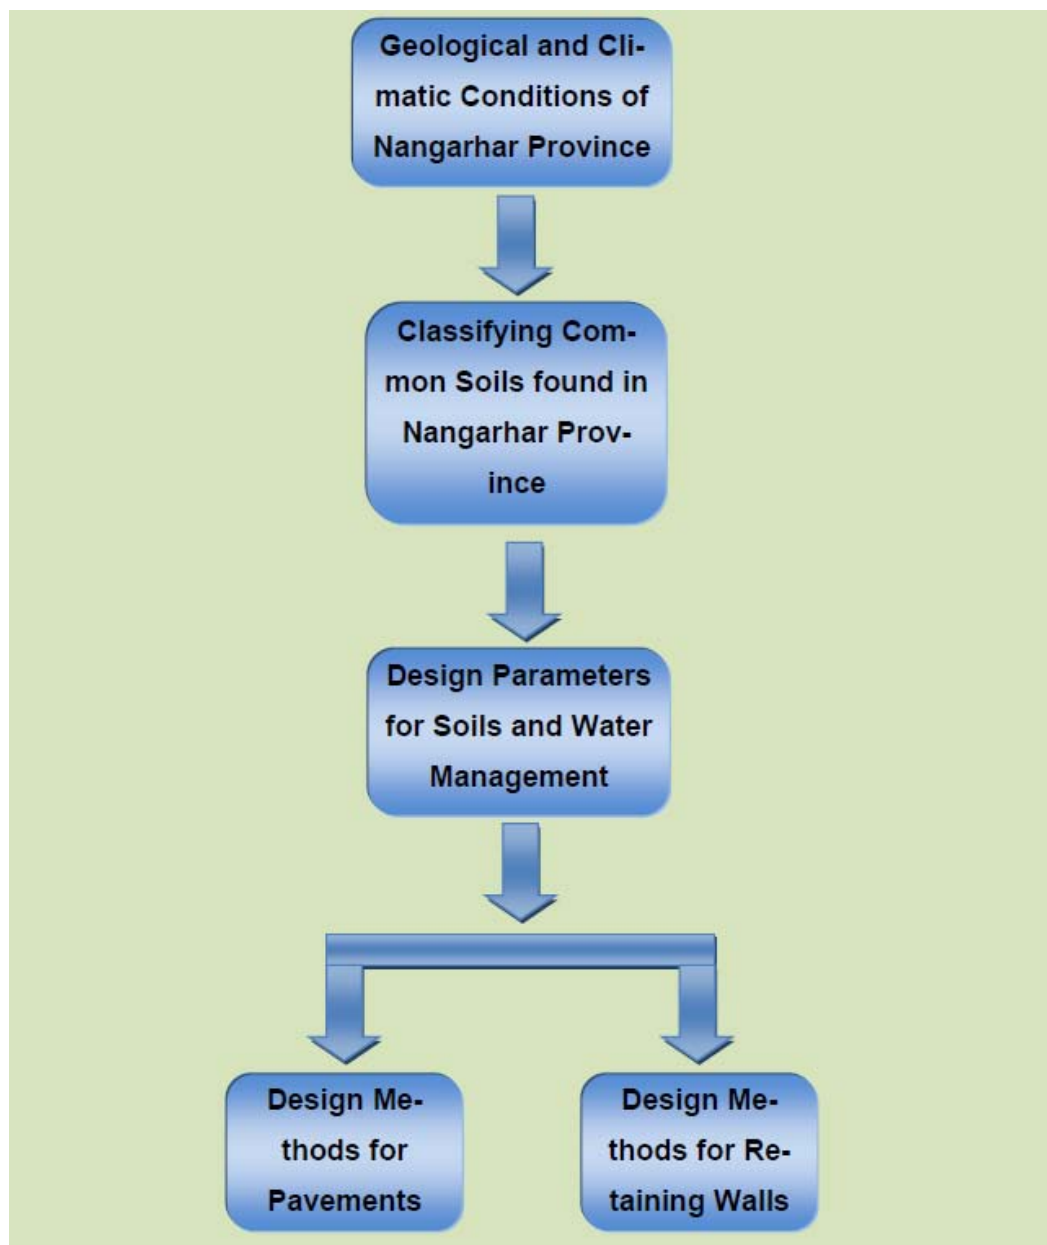 Geological and Cli-
matic Conditions of
Nangarhar Province
Classifying Com-
mon Soils found in
Nangarhar Prov-
ince
Design Parameters
for Soils and Water
Management
Design Me-
thods for
Pavements
Design Me-
thods for Re-
taining Walls